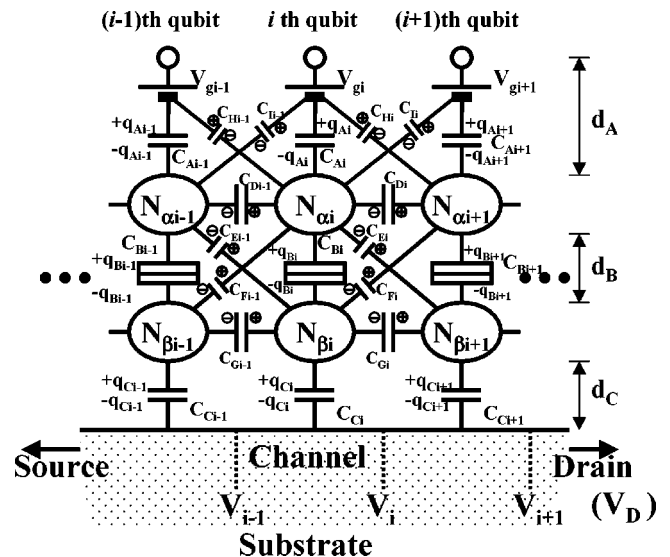 (i-1)th qubit i th qubit (i+1)th qubit
V_gi-1 V_gi V_gi+1
C_Hi-1 C_Ii-1 C_Hi C_Ii
+q_Ai-1 +q_Ai +q_Ai+1
-q_Ai-1 -q_Ai -q_Ai+1
C_Ai-1 C_Ai C_Ai+1
d_A
C_Di-1 C_Di
N_αi-1 N_αi N_αi+1
C_Bi-1 C_Ei-1 C_Bi C_Ei C_Bi+1
+q_Bi-1 +q_Bi +q_Bi+1
-q_Bi-1 -q_Bi -q_Bi+1
d_B
C_Fi-1 C_Fi
N_βi-1 N_βi N_βi+1
C_Gi-1 C_Gi
+q_Ci-1 +q_Ci +q_Ci+1
-q_Ci-1 -q_Ci -q_Ci+1
C_Ci-1 C_Ci C_Ci+1
d_C
Source Channel Drain
V_i-1 V_i V_i+1 (V_D)
Substrate